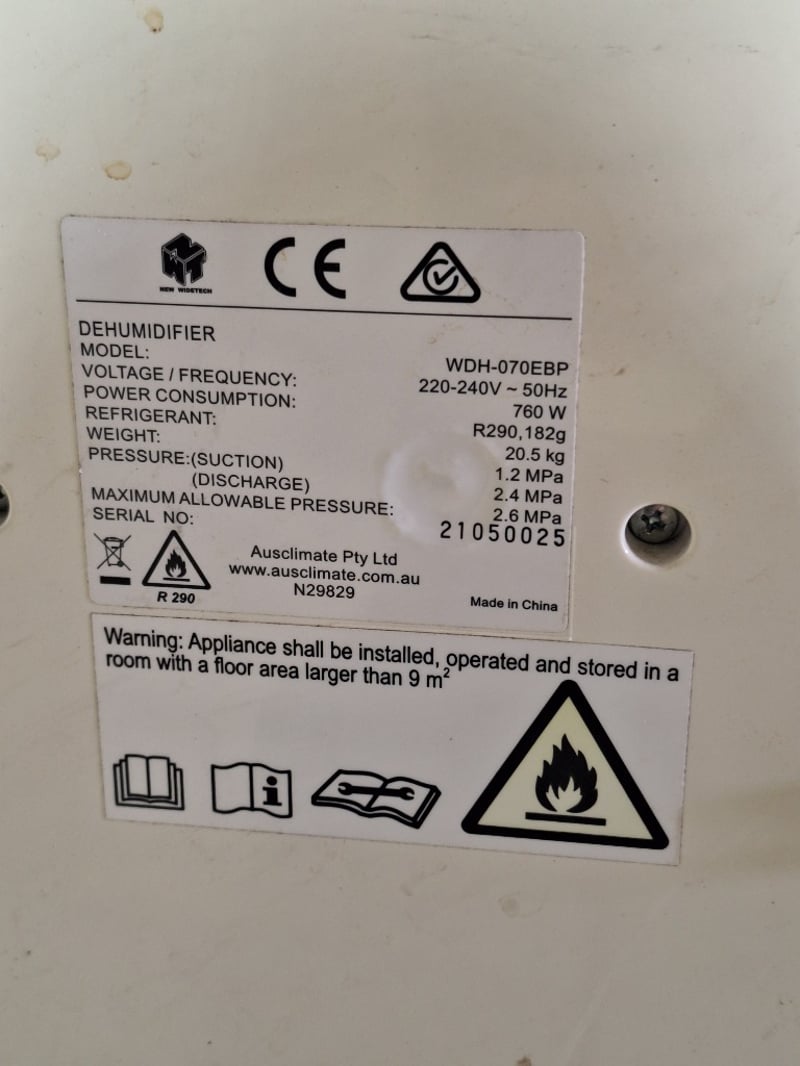 NEW WIDETECH
CE
DEHUMIDIFIER
MODEL: WDH-070EBP
VOLTAGE / FREQUENCY: 220-240V ~ 50Hz
POWER CONSUMPTION: 760 W
REFRIGERANT: R290,182g
WEIGHT: 20.5 kg
PRESSURE:(SUCTION) 1.2 MPa
(DISCHARGE) 2.4 MPa
MAXIMUM ALLOWABLE PRESSURE: 2.6 MPa
SERIAL NO: 21050025
R 290
Ausclimate Pty Ltd
www.ausclimate.com.au
N29829
Made in China
Warning: Appliance shall be installed, operated and stored in a
room with a floor area larger than 9 m²